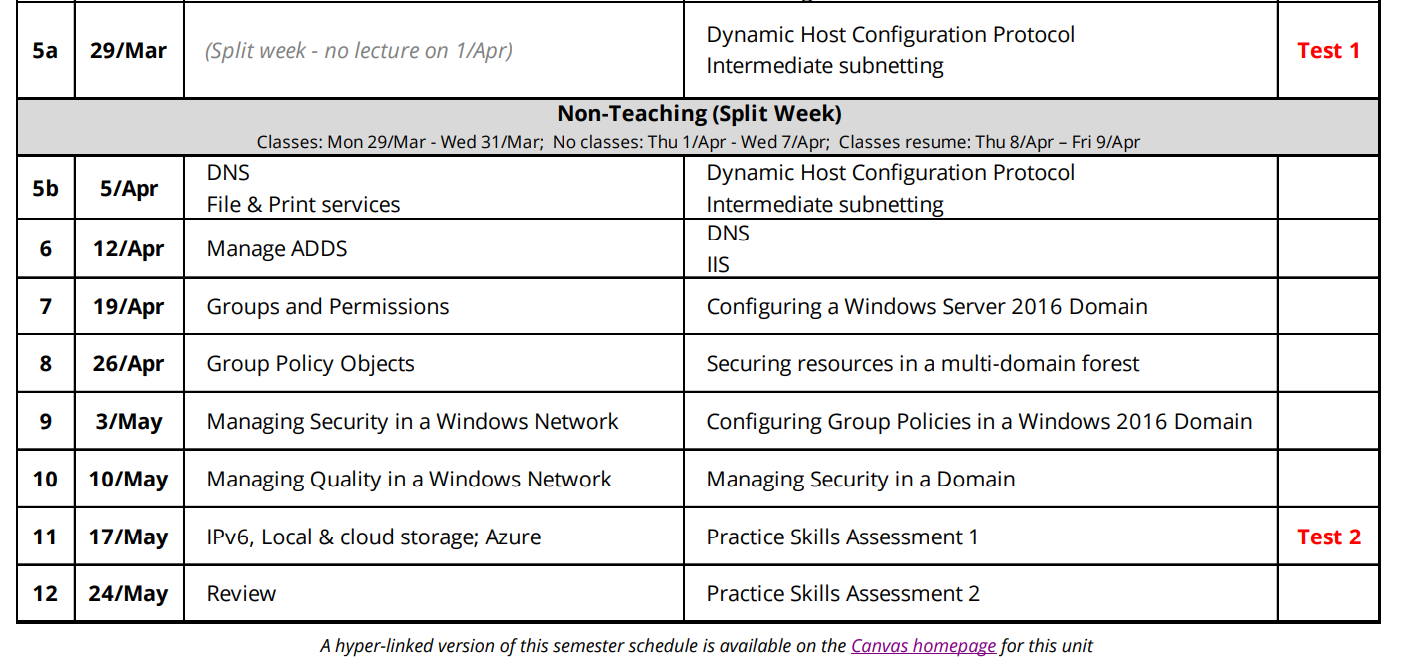 5a 29/Mar (Split week - no lecture on 1/Apr) Dynamic Host Configuration Protocol Test 1
Intermediate subnetting
Non-Teaching (Split Week)
Classes: Mon 29/Mar - Wed 31/Mar; No classes: Thu 1/Apr - Wed 7/Apr; Classes resume: Thu 8/Apr – Fri 9/Apr
5b 5/Apr DNS Dynamic Host Configuration Protocol
File & Print services Intermediate subnetting
6 12/Apr Manage ADDS DNS
IIS
7 19/Apr Groups and Permissions Configuring a Windows Server 2016 Domain
8 26/Apr Group Policy Objects Securing resources in a multi-domain forest
9 3/May Managing Security in a Windows Network Configuring Group Policies in a Windows 2016 Domain
10 10/May Managing Quality in a Windows Network Managing Security in a Domain
11 17/May IPv6, Local & cloud storage; Azure Practice Skills Assessment 1 Test 2
12 24/May Review Practice Skills Assessment 2
A hyper-linked version of this semester schedule is available on the Canvas homepage for this unit